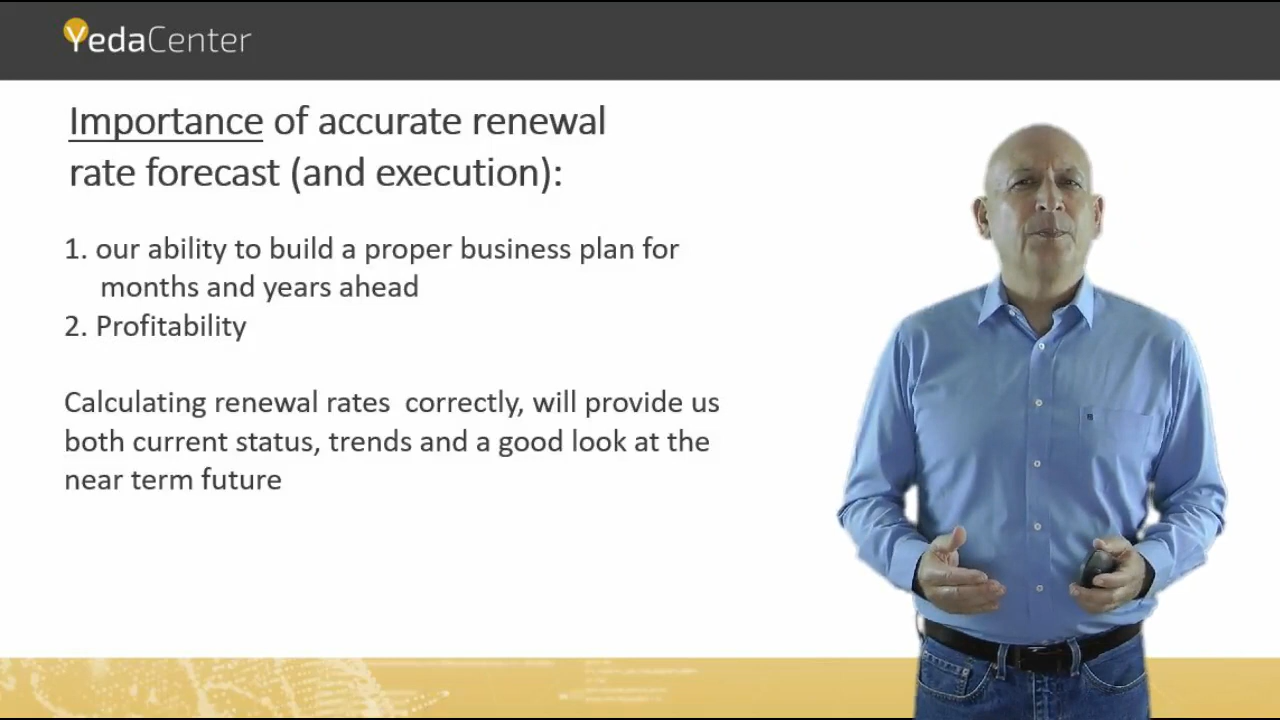 YedaCenter
Importance of accurate renewal
rate forecast (and execution):
1. our ability to build a proper business plan for
months and years ahead
2. Profitability
Calculating renewal rates  correctly, will provide us
both current status, trends and a good look at the
near term future